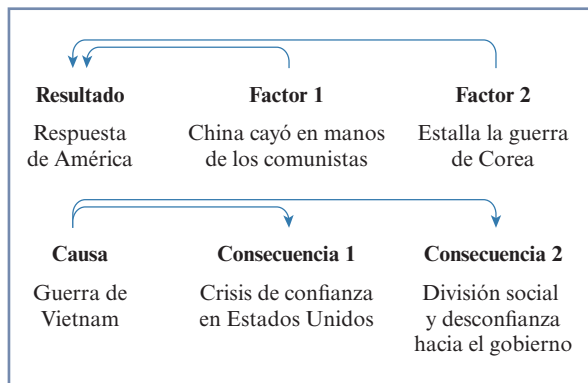 Resultado Factor 1 Factor 2
Respuesta China cayó en manos Estalla la guerra
de América de los comunistas de Corea
Causa Consecuencia 1 Consecuencia 2
Guerra de Crisis de confianza División social
Vietnam en Estados Unidos y desconfianza
hacia el gobierno